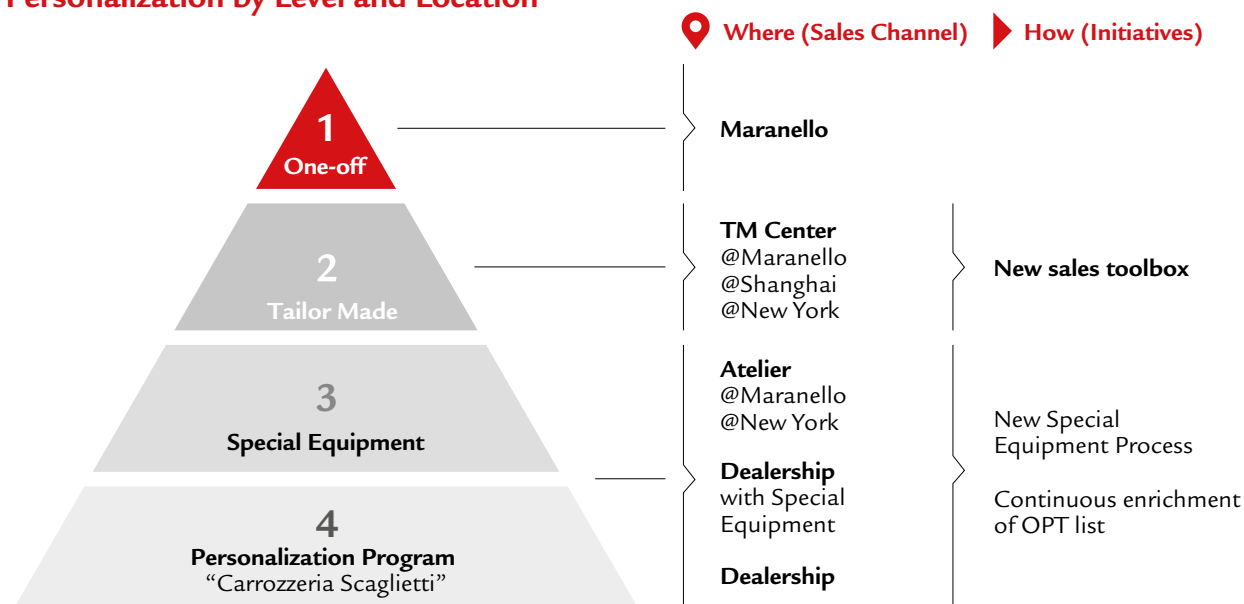 Personalization by Level and Location
Where (Sales Channel)
How (Initiatives)
1
One-off
Maranello
2
Tailor Made
TM Center
@Maranello
@Shanghai
@New York
New sales toolbox
3
Special Equipment
Atelier
@Maranello
@New York
Dealership
with Special
Equipment
Dealership
New Special
Equipment Process
Continuous enrichment
of OPT list
4
Personalization Program
“Carrozzeria Scaglietti”